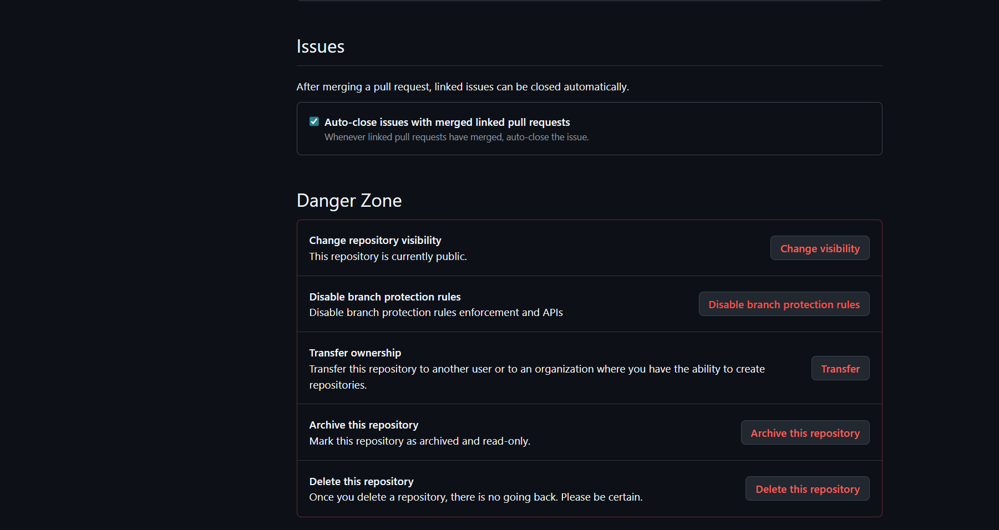 Issues
After merging a pull request, linked issues can be closed automatically.
Auto-close issues with merged linked pull requests
Whenever linked pull requests have merged, auto-close the issue.
Danger Zone
Change repository visibility
This repository is currently public.
Change visibility
Disable branch protection rules
Disable branch protection rules enforcement and APIs
Disable branch protection rules
Transfer ownership
Transfer this repository to another user or to an organization where you have the ability to create
repositories.
Transfer
Archive this repository
Mark this repository as archived and read-only.
Archive this repository
Delete this repository
Once you delete a repository, there is no going back. Please be certain.
Delete this repository